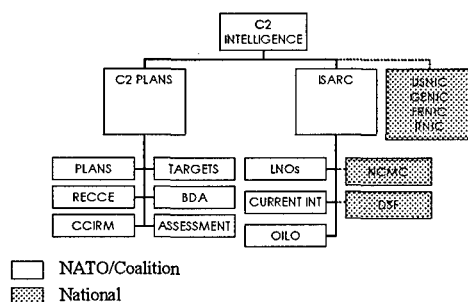 C2
INTELLIGENCE
C2 PLANS
ISARC
USNIC
GENIC
FRNIC
ITNIC
PLANS
TARGETS
LNOs
NCMC
RECCE
BDA
CURRENT INT
DSF
CCIRM
ASSESSMENT
OILO
NATO/Coalition
National